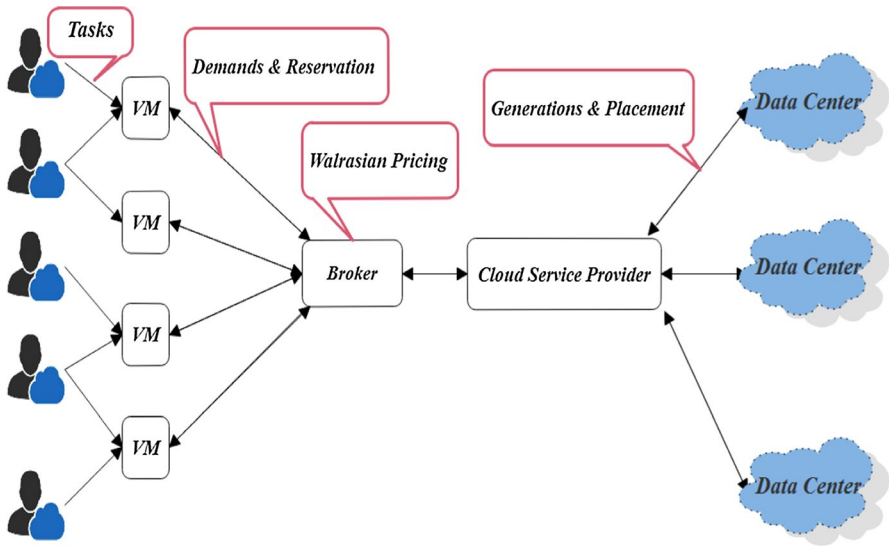 Tasks
Demands & Reservation
Generations & Placement
Data Center
VM
Walrasian Pricing
VM
Broker
Cloud Service Provider
Data Center
VM
VM
Data Center